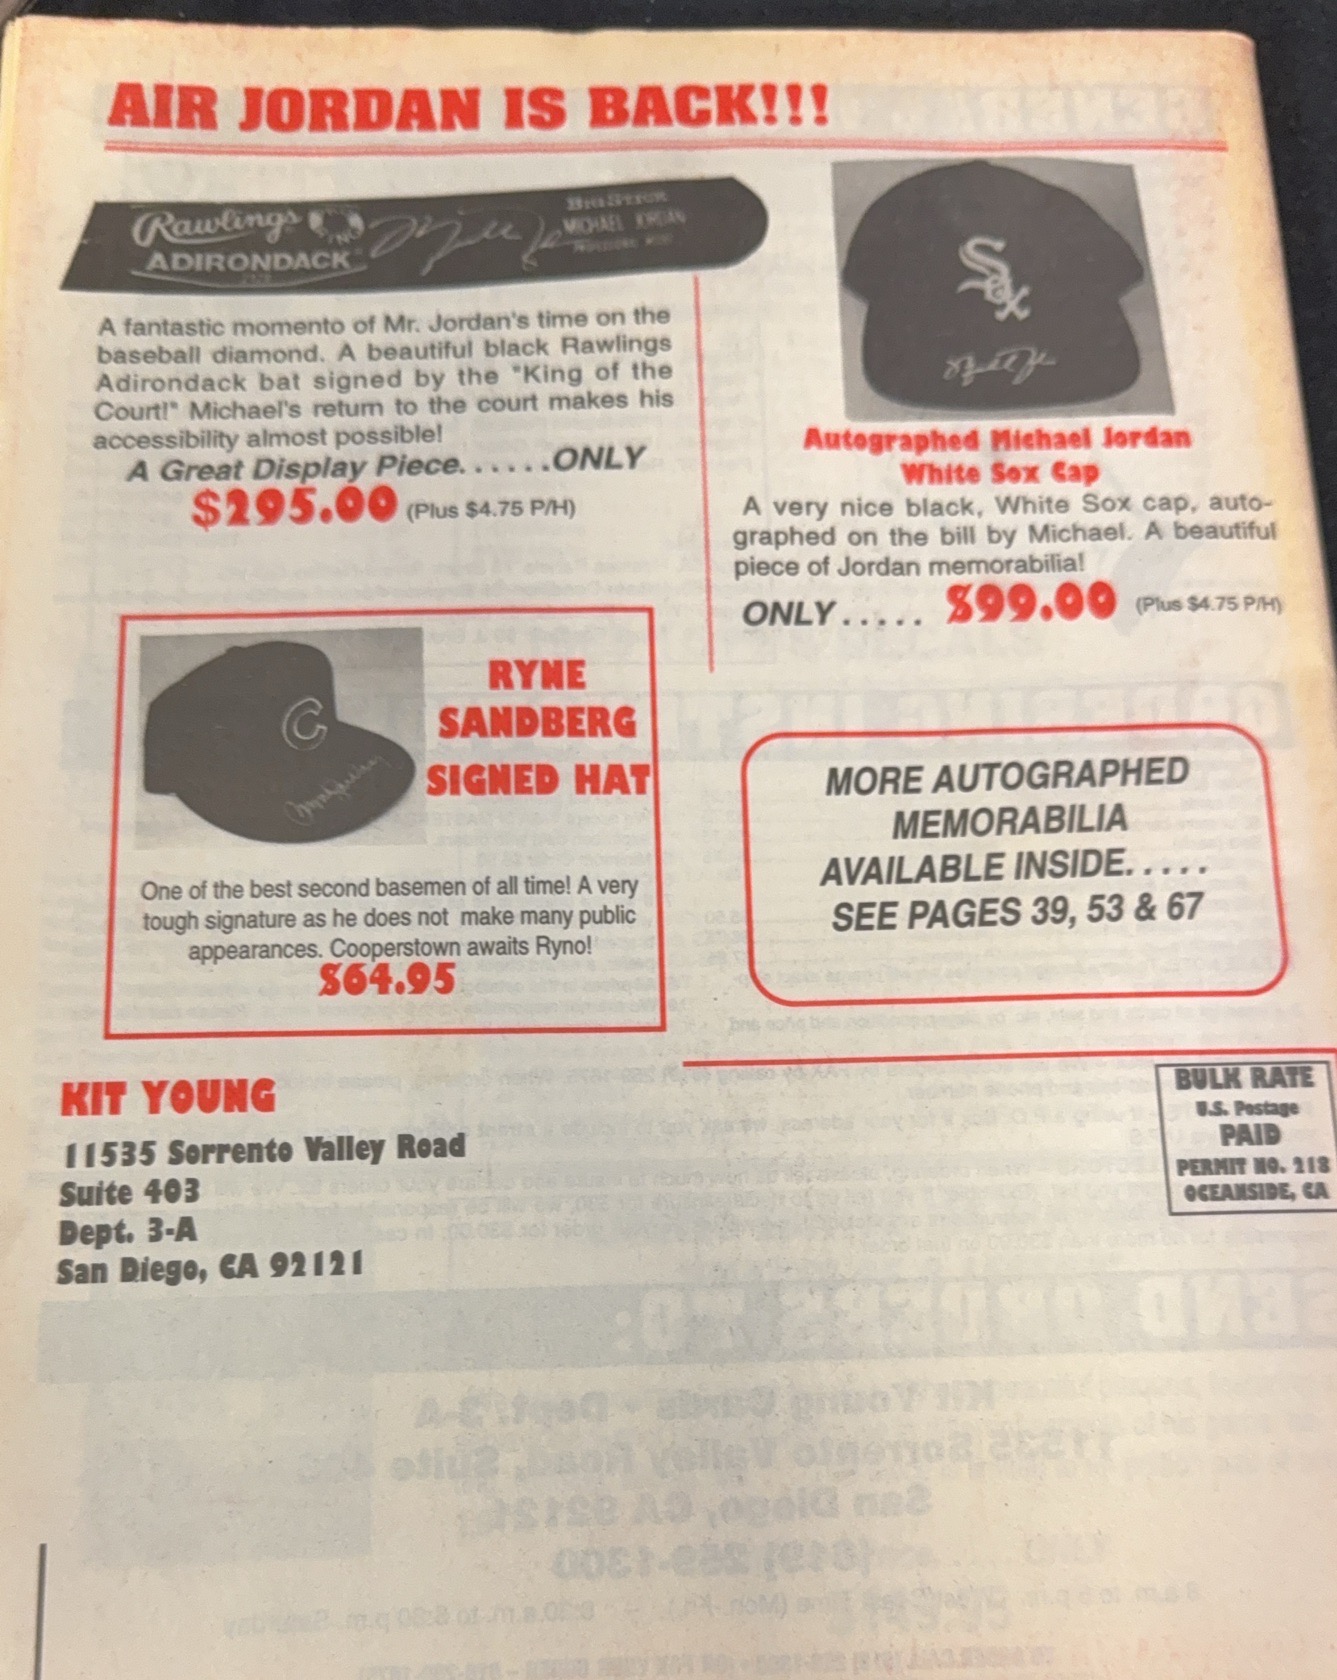 AIR JORDAN IS BACK!!!
Rawlings
ADIRONDACK
BIG STICK
MICHAEL JORDAN
A fantastic momento of Mr. Jordan's time on the
baseball diamond. A beautiful black Rawlings
Adirondack bat signed by the "King of the
Court!" Michael's return to the court makes his
accessibility almost possible!
A Great Display Piece......ONLY
$295.00 (Plus $4.75 P/H)
Sox
Autographed Michael Jordan
White Sox Cap
A very nice black, White Sox cap, auto-
graphed on the bill by Michael. A beautiful
piece of Jordan memorabilia!
ONLY..... $99.00 (Plus $4.75 P/H)
C
RYNE
SANDBERG
SIGNED HAT
One of the best second basemen of all time! A very
tough signature as he does not make many public
appearances. Cooperstown awaits Ryno!
$64.95
MORE AUTOGRAPHED
MEMORABILIA
AVAILABLE INSIDE.....
SEE PAGES 39, 53 & 67
KIT YOUNG
11535 Sorrento Valley Road
Suite 403
Dept. 3-A
San Diego, CA 92121
BULK RATE
U.S. Postage
PAID
PERMIT NO. 218
OCEANSIDE, CA